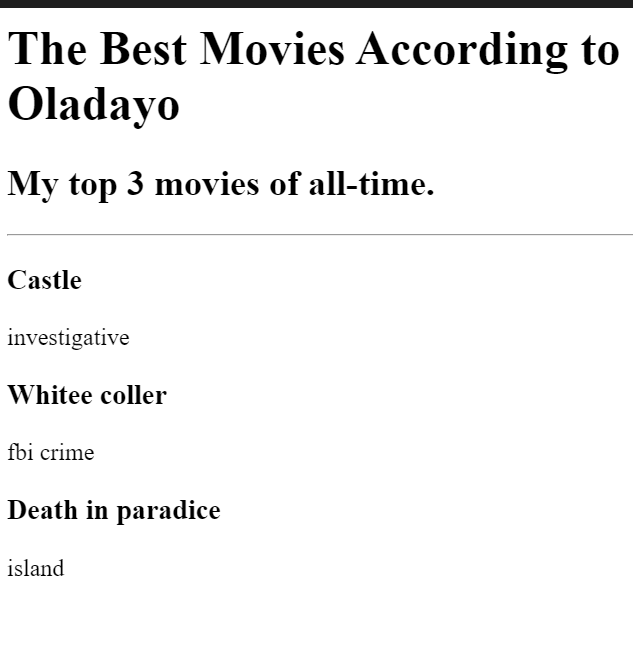 The Best Movies According to
Oladayo
My top 3 movies of all-time.
Castle
investigative
Whitee coller
fbi crime
Death in paradice
island